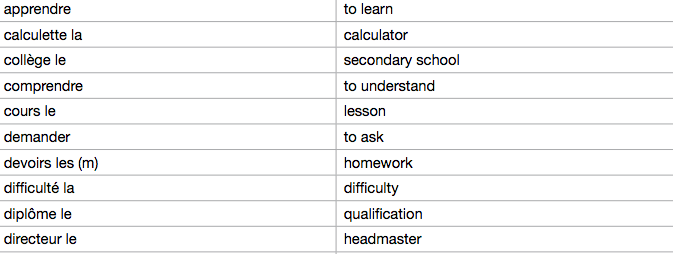 apprendre to learn
calculette la calculator
collège le secondary school
comprendre to understand
cours le lesson
demander to ask
devoirs les (m) homework
difficulté la difficulty
diplôme le qualification
directeur le headmaster